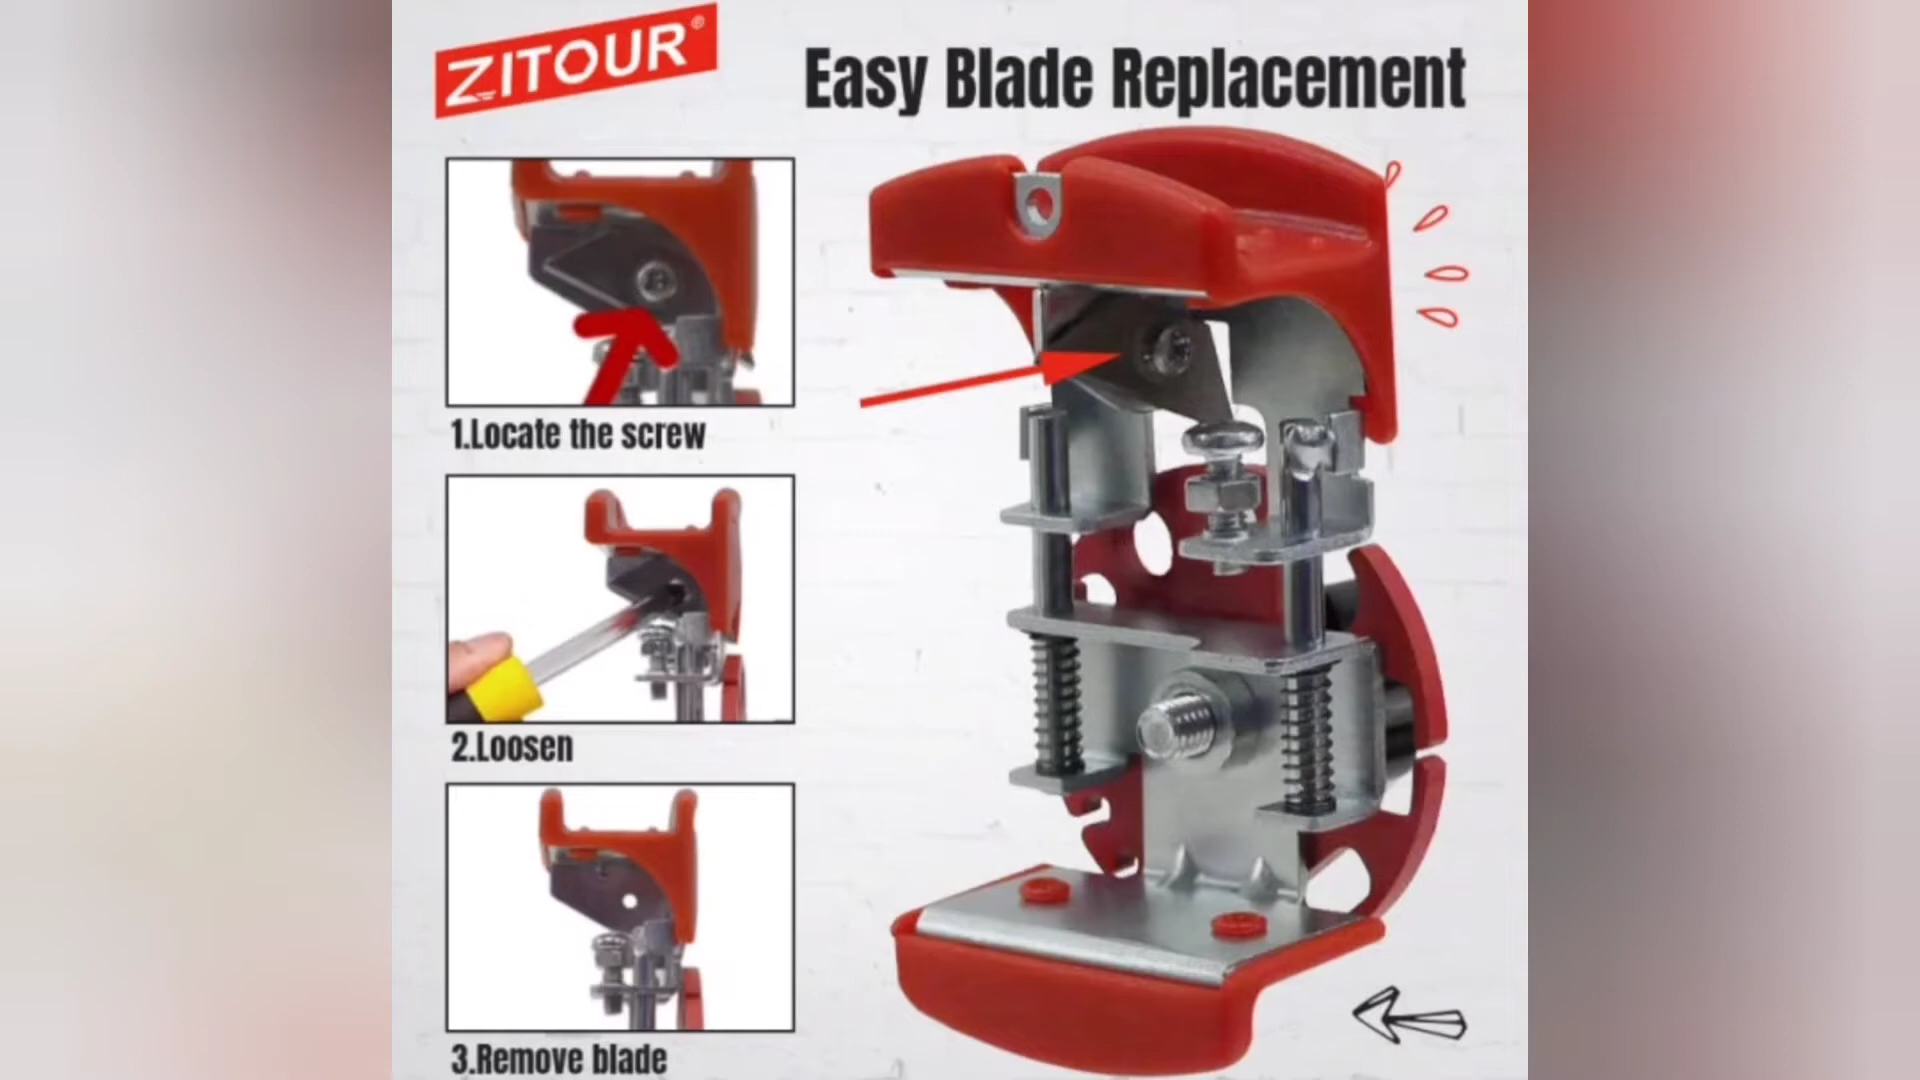 ZITOUR®
Easy Blade Replacement
1.Locate the screw
2.Loosen
3.Remove blade